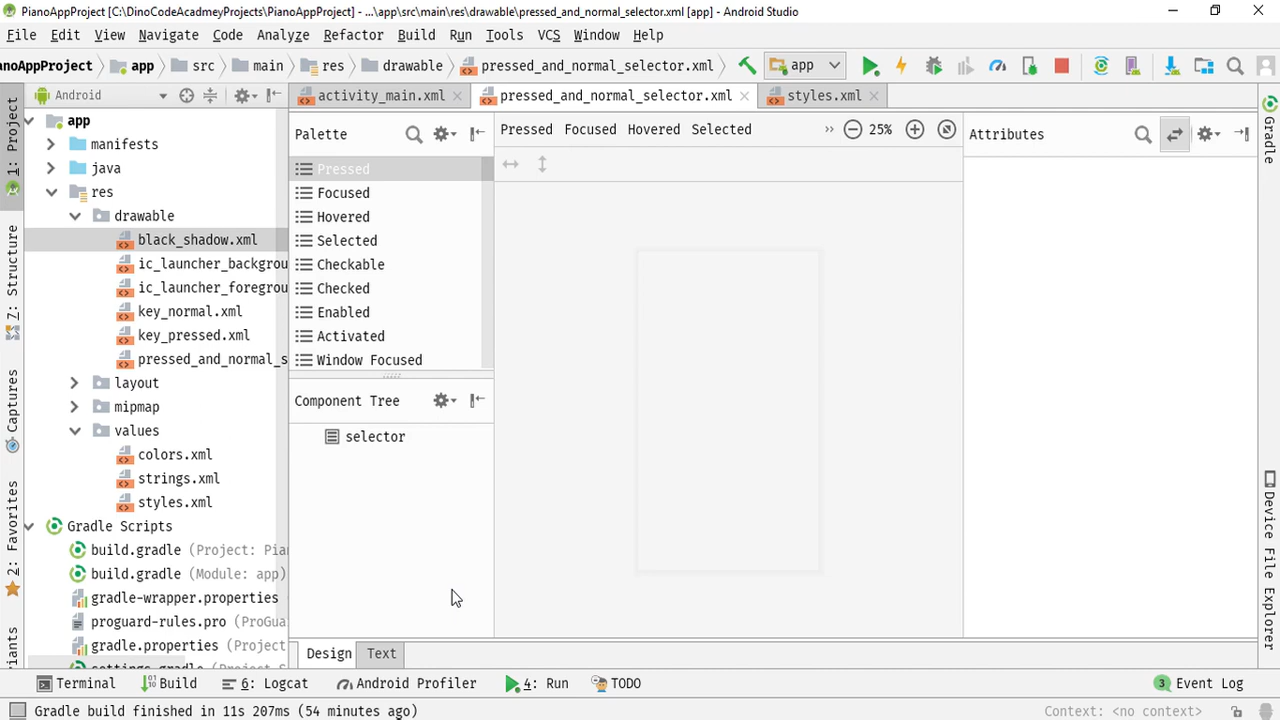 PianoAppProject [C:\DinoCodeAcadmeyProjects\PianoAppProject] - ...\app\src\main\res\drawable\pressed_and_normal_selector.xml [app] - Android Studio
File Edit View Navigate Code Analyze Refactor Build Run Tools VCS Window Help
anoAppProject app src main res drawable pressed_and_normal_selector.xml app
Android activity_main.xml pressed_and_normal_selector.xml styles.xml
1: Project
Z: Structure
Captures
2: Favorites
riants
app
manifests
java
res
drawable
black_shadow.xml
ic_launcher_backgrou
ic_launcher_foregrou
key_normal.xml
key_pressed.xml
pressed_and_normal_s
layout
mipmap
values
colors.xml
strings.xml
styles.xml
Gradle Scripts
build.gradle (Project: Pia
build.gradle (Module: app)
gradle-wrapper.properties
proguard-rules.pro (ProGua
gradle.properties (Project
settings.gradle (Project S
Palette
Pressed
Focused
Hovered
Selected
Checkable
Checked
Enabled
Activated
Window Focused
Component Tree
selector
Pressed Focused Hovered Selected >> 25%
Attributes
Gradle
Device File Explorer
Design Text
Terminal Build 6: Logcat Android Profiler 4: Run TODO 3 Event Log
Gradle build finished in 11s 207ms (54 minutes ago) Context: <no context>